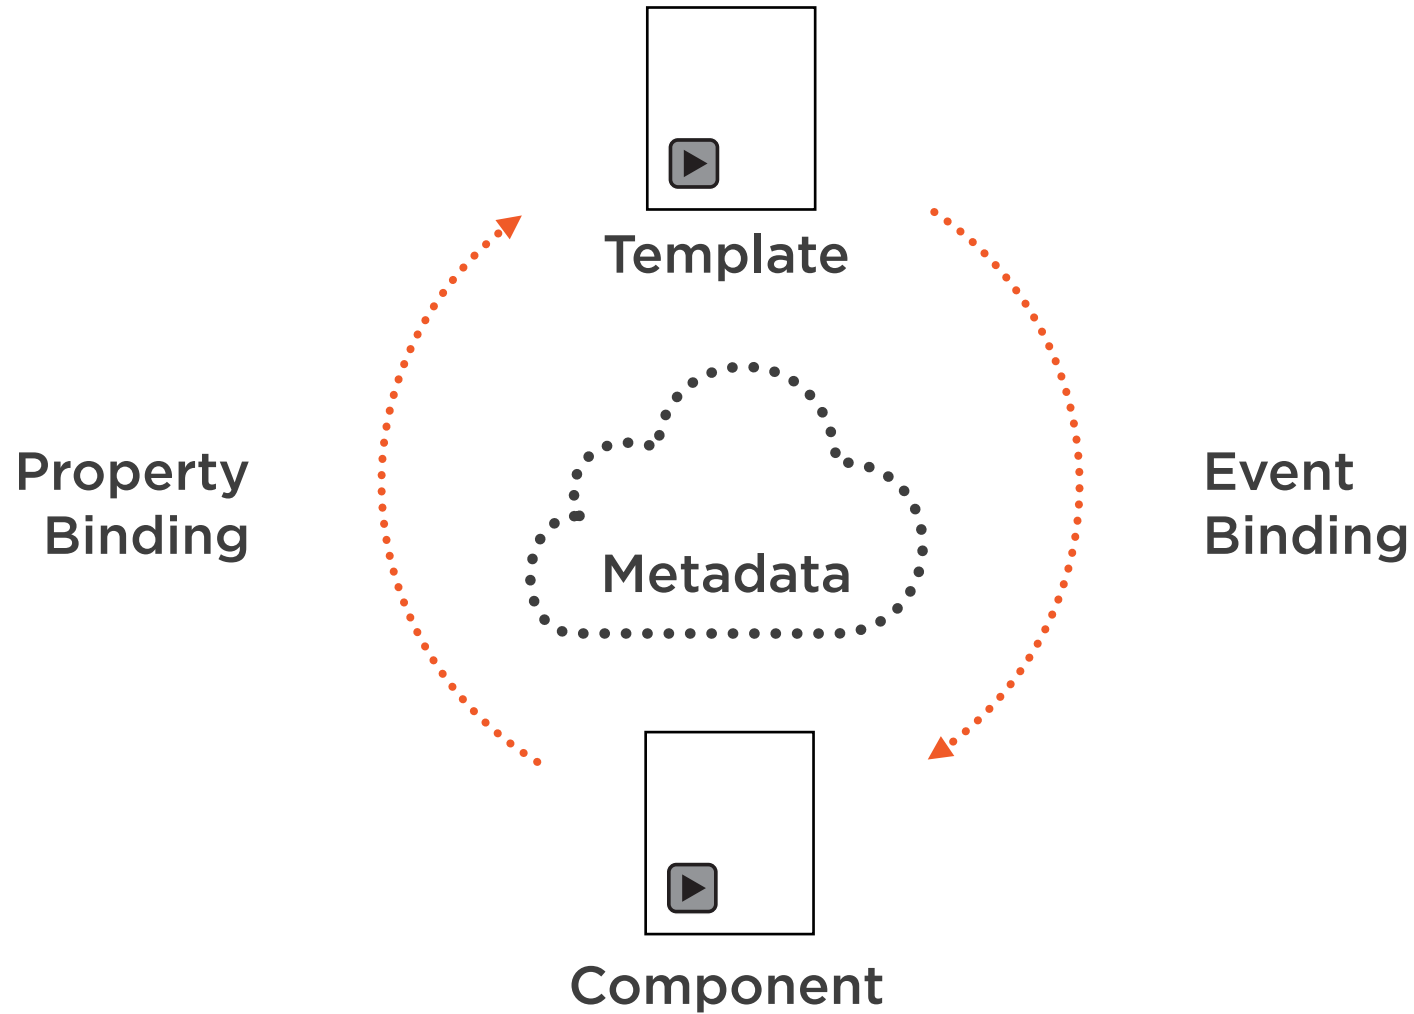 Template
Property
Binding
Event
Binding
Metadata
Component